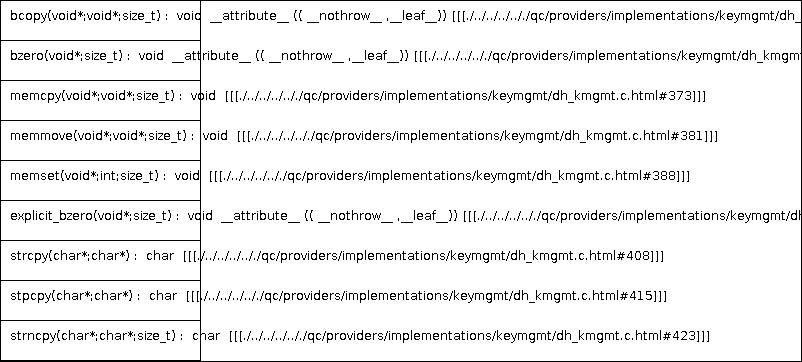 bcopy(void*;void*;size_t) :  void  __attribute__ (( __nothrow__ ,__leaf__)) [[[./../../../../qc/providers/implementations/keymgmt/dh_
bzero(void*;size_t) :  void  __attribute__ (( __nothrow__ ,__leaf__)) [[[./../../../../qc/providers/implementations/keymgmt/dh_kmgmt
memcpy(void*;void*;size_t) :  void  [[[./../../../../qc/providers/implementations/keymgmt/dh_kmgmt.c.html#373]]]
memmove(void*;void*;size_t) :  void  [[[./../../../../qc/providers/implementations/keymgmt/dh_kmgmt.c.html#381]]]
memset(void*;int;size_t) :  void  [[[./../../../../qc/providers/implementations/keymgmt/dh_kmgmt.c.html#388]]]
explicit_bzero(void*;size_t) :  void  __attribute__ (( __nothrow__ ,__leaf__)) [[[./../../../../qc/providers/implementations/keymgmt/dh
strcpy(char*;char*) :  char  [[[./../../../../qc/providers/implementations/keymgmt/dh_kmgmt.c.html#408]]]
stpcpy(char*;char*) :  char  [[[./../../../../qc/providers/implementations/keymgmt/dh_kmgmt.c.html#415]]]
strncpy(char*;char*;size_t) :  char  [[[./../../../../qc/providers/implementations/keymgmt/dh_kmgmt.c.html#423]]]